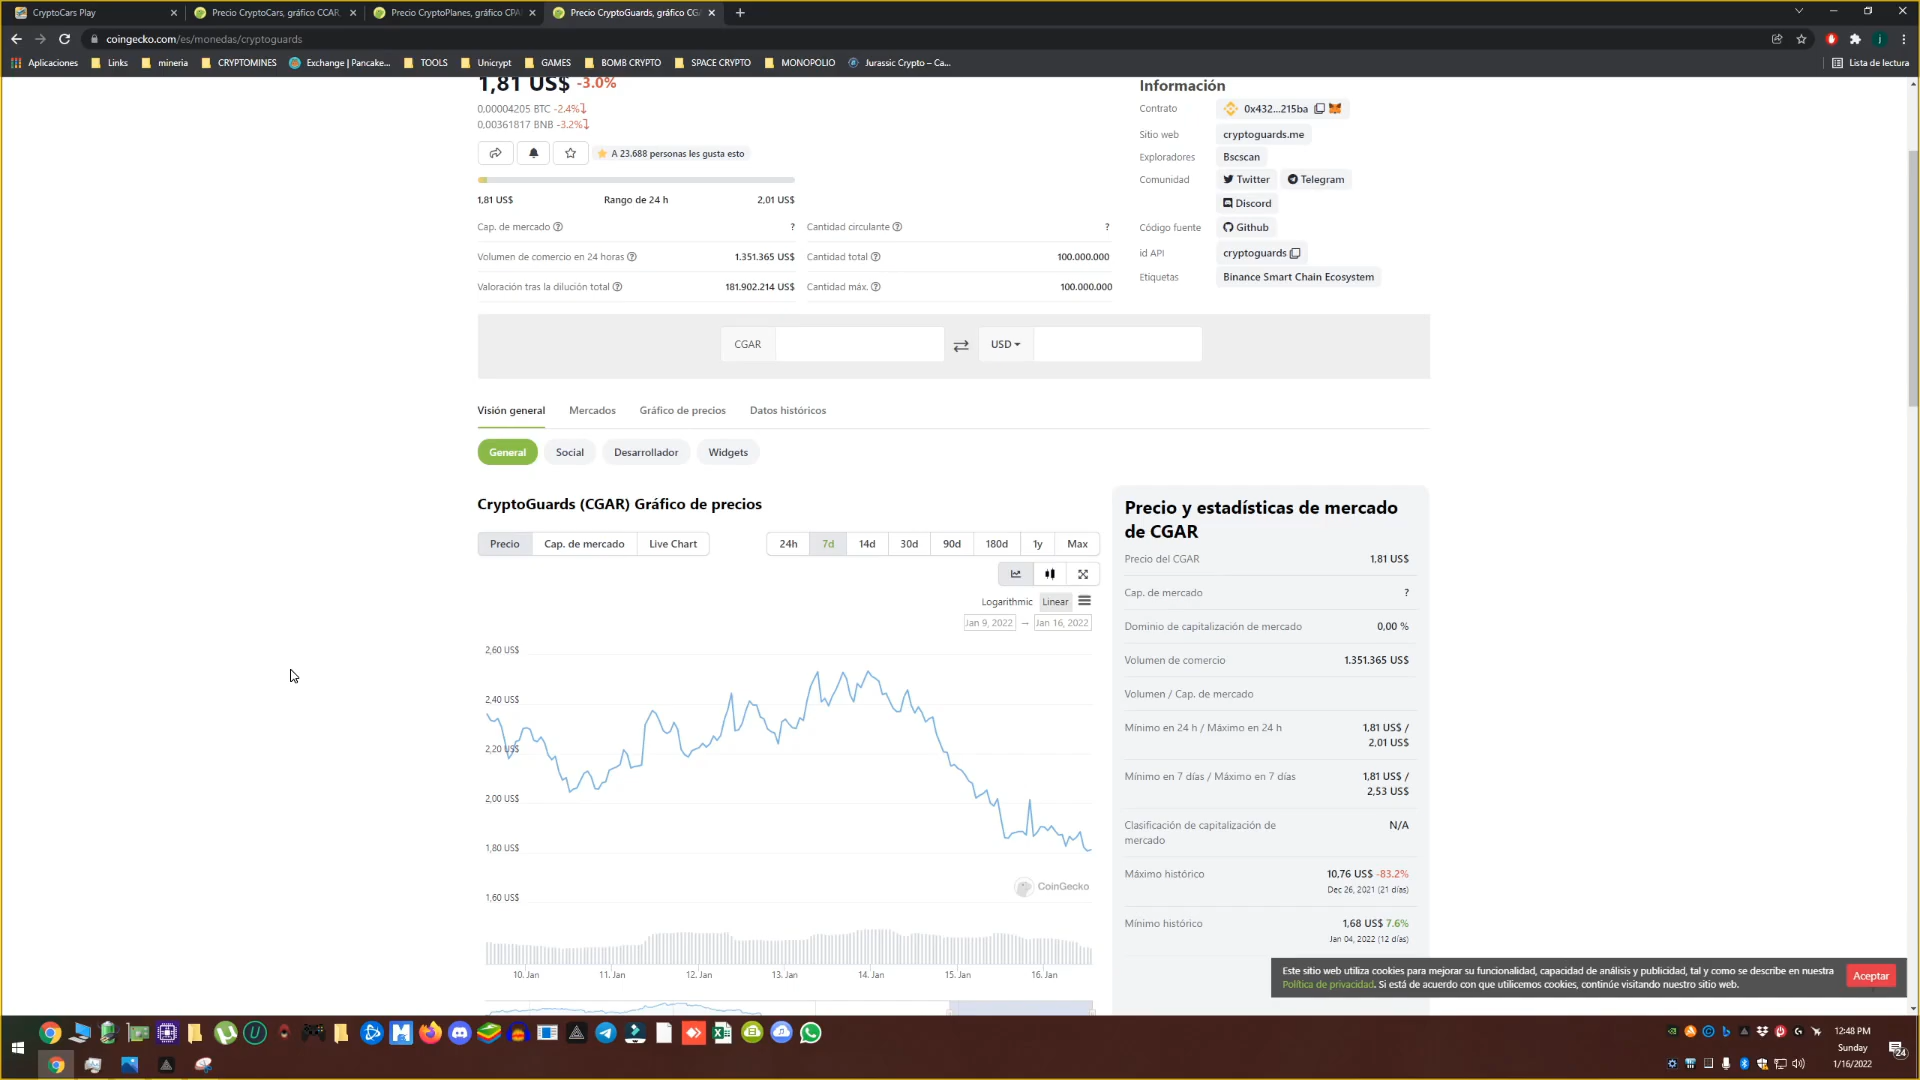 CryptoCars Play
Precio CryptoCars, gráfico CCAR,
Precio CryptoPlanes, gráfico CPA
Precio CryptoGuards, gráfico CG
coingecko.com/es/monedas/cryptoguards
Aplicaciones
Links
mineria
CRYPTOMINES
Exchange | Pancake...
TOOLS
Unicrypt
GAMES
BOMB CRYPTO
SPACE CRYPTO
MONOPOLIO
Jurassic Crypto – Ca...
Lista de lectura
1,81 US$ -3.0%
0,00004205 BTC -2.4%
0,00361817 BNB -3.2%
A 23.688 personas les gusta esto
1,81 US$ Rango de 24 h 2,01 US$
Cap. de mercado ?
Cantidad circulante ?
Volumen de comercio en 24 horas 1.351.365 US$
Cantidad total 100.000.000
Valoración tras la dilución total 181.902.214 US$
Cantidad máx. 100.000.000
Información
Contrato 0x432...215ba
Sitio web cryptoguards.me
Exploradores Bscscan
Comunidad Twitter Telegram
Discord
Código fuente Github
id API cryptoguards
Etiquetas Binance Smart Chain Ecosystem
CGAR USD
Visión general Mercados Gráfico de precios Datos históricos
General Social Desarrollador Widgets
CryptoGuards (CGAR) Gráfico de precios
Precio Cap. de mercado Live Chart
24h 7d 14d 30d 90d 180d 1y Max
Logarithmic Linear
Jan 9, 2022 → Jan 16, 2022
2,60 US$
2,40 US$
2,20 US$
2,00 US$
1,80 US$
1,60 US$
CoinGecko
10. Jan 11. Jan 12. Jan 13. Jan 14. Jan 15. Jan 16. Jan
Precio y estadísticas de mercado
de CGAR
Precio del CGAR 1,81 US$
Cap. de mercado ?
Dominio de capitalización de mercado 0,00 %
Volumen de comercio 1.351.365 US$
Volumen / Cap. de mercado
Mínimo en 24 h / Máximo en 24 h 1,81 US$ /
2,01 US$
Mínimo en 7 días / Máximo en 7 días 1,81 US$ /
2,53 US$
Clasificación de capitalización de N/A
mercado
Máximo histórico 10,76 US$ -83.2%
Dec 26, 2021 (21 días)
Mínimo histórico 1,68 US$ 7.6%
Jan 04, 2022 (12 días)
Este sitio web utiliza cookies para mejorar su funcionalidad, capacidad de análisis y publicidad, tal y como se describe en nuestra
Política de privacidad. Si está de acuerdo con que utilicemos cookies, continúe visitando nuestro sitio web.
Aceptar
12:48 PM
Sunday
1/16/2022
24